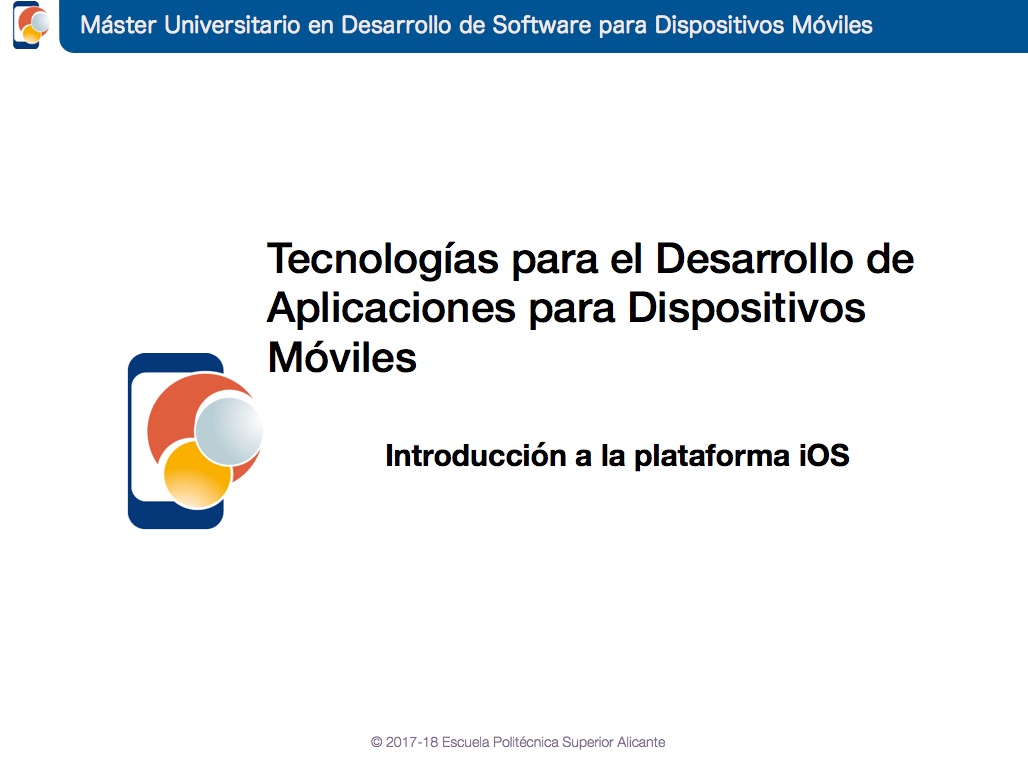 Máster Universitario en Desarrollo de Software para Dispositivos Móviles
Tecnologías para el Desarrollo de
Aplicaciones para Dispositivos
Móviles
Introducción a la plataforma iOS
© 2017-18 Escuela Politécnica Superior Alicante